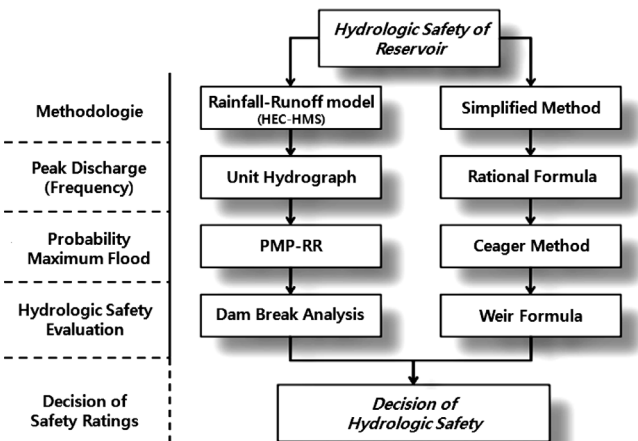 Hydrologic Safety of
Reservoir
Methodologie
Rainfall-Runoff model
(HEC-HMS)
Simplified Method
Peak Discharge
(Frequency)
Unit Hydrograph
Rational Formula
Probability
Maximum Flood
PMP-RR
Ceager Method
Hydrologic Safety
Evaluation
Dam Break Analysis
Weir Formula
Decision of
Safety Ratings
Decision of
Hydrologic Safety